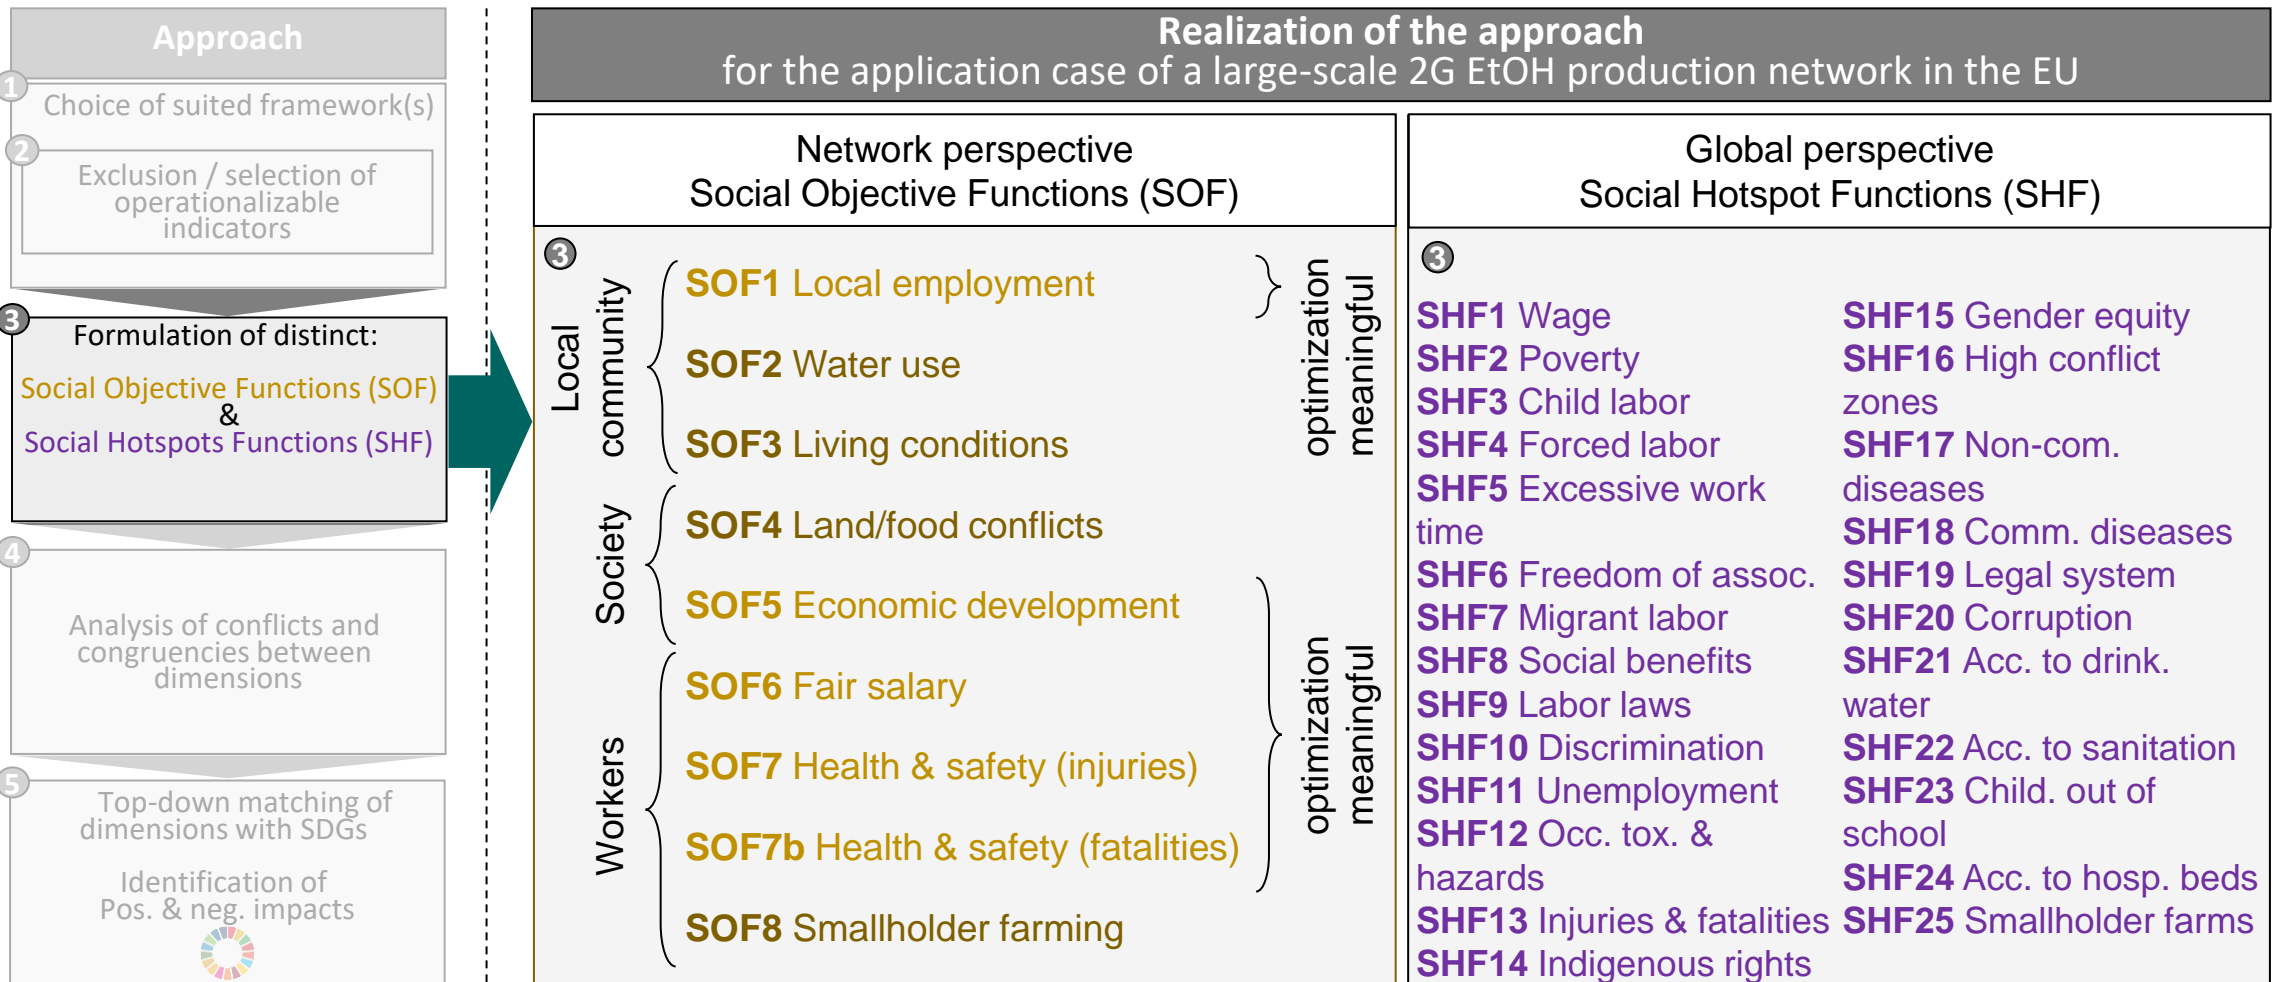 Approach
1
Choice of suited framework(s)
2
Exclusion / selection of
operationalizable
indicators
3
Formulation of distinct:
Social Objective Functions (SOF)
&
Social Hotspots Functions (SHF)
4
Analysis of conflicts and
congruencies between
dimensions
5
Top-down matching of
dimensions with SDGs
Identification of
Pos. & neg. impacts
Realization of the approach
for the application case of a large-scale 2G EtOH production network in the EU
Network perspective
Social Objective Functions (SOF)
3
Local
community
SOF1 Local employment
SOF2 Water use
SOF3 Living conditions
optimization
meaningful
Society
SOF4 Land/food conflicts
SOF5 Economic development
Workers
SOF6 Fair salary
SOF7 Health & safety (injuries)
SOF7b Health & safety (fatalities)
SOF8 Smallholder farming
optimization
meaningful
Global perspective
Social Hotspot Functions (SHF)
3
SHF1 Wage
SHF2 Poverty
SHF3 Child labor
SHF4 Forced labor
SHF5 Excessive work
time
SHF6 Freedom of assoc.
SHF7 Migrant labor
SHF8 Social benefits
SHF9 Labor laws
SHF10 Discrimination
SHF11 Unemployment
SHF12 Occ. tox. &
hazards
SHF13 Injuries & fatalities
SHF14 Indigenous rights
SHF15 Gender equity
SHF16 High conflict
zones
SHF17 Non-com.
diseases
SHF18 Comm. diseases
SHF19 Legal system
SHF20 Corruption
SHF21 Acc. to drink.
water
SHF22 Acc. to sanitation
SHF23 Child. out of
school
SHF24 Acc. to hosp. beds
SHF25 Smallholder farms